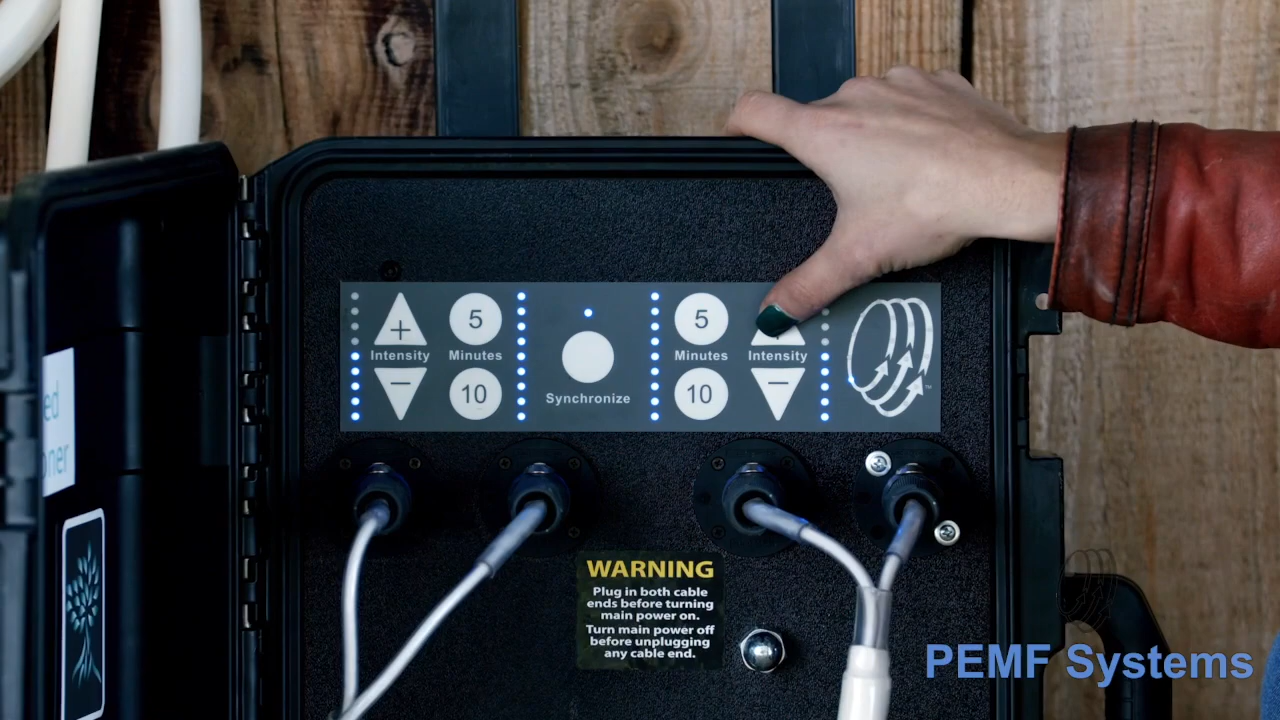 +
Intensity
−
5
Minutes
10
Synchronize
5
Minutes
10
Intensity
−
™
WARNING
Plug in both cable
ends before turning
main power on.
Turn main power off
before unplugging
any cable end.
PEMF Systems